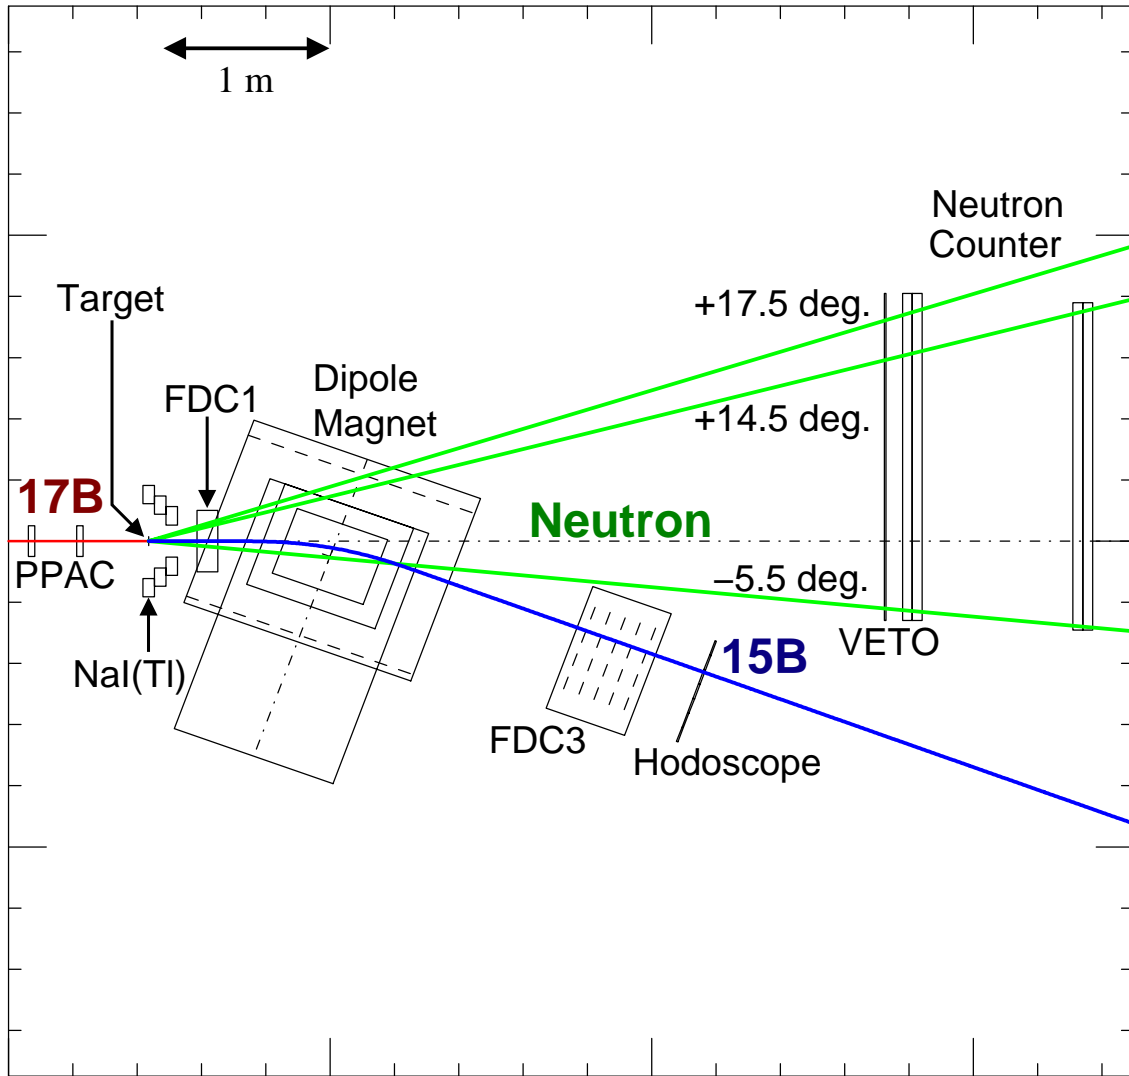 1 m
Neutron
Counter
Target
+17.5 deg.
Dipole
Magnet
FDC1
+14.5 deg.
17B
Neutron
PPAC
–5.5 deg.
VETO
15B
NaI(Tl)
FDC3
Hodoscope